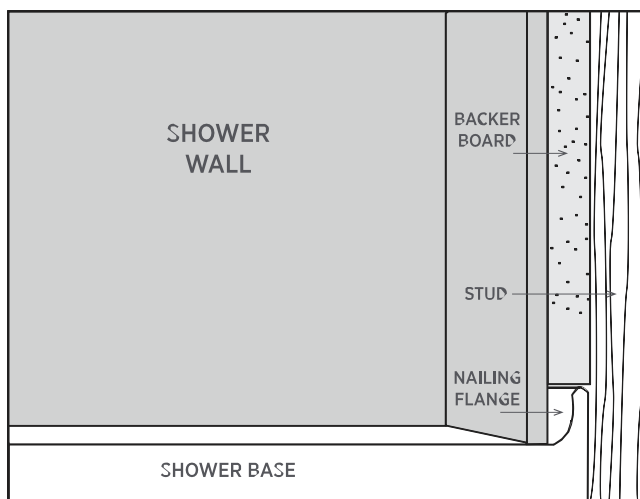 SHOWER
WALL
BACKER
BOARD
STUD
NAILING
FLANGE
SHOWER BASE